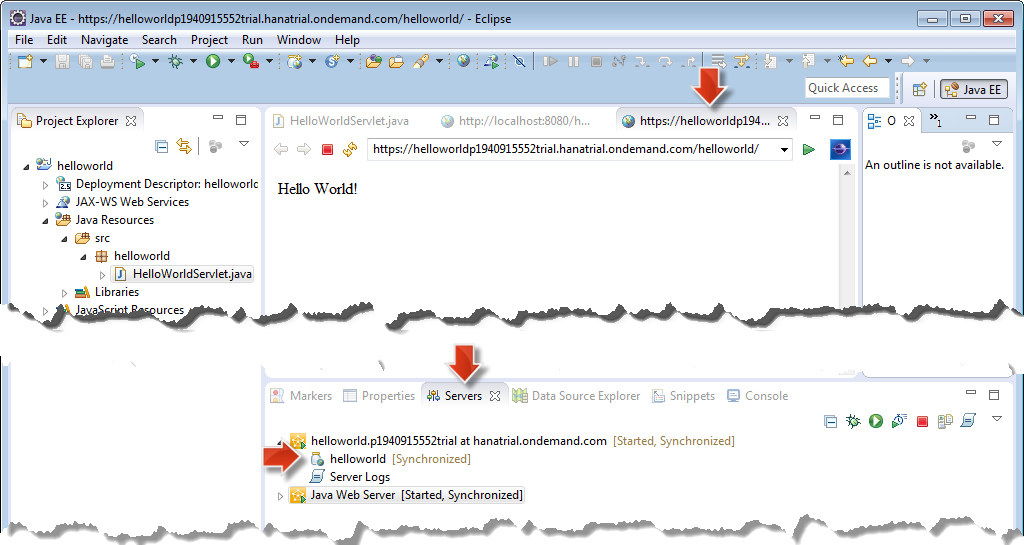 Java EE - https://helloworldp1940915552trial.hanatrial.ondemand.com/helloworld/ - Eclipse
File Edit Navigate Search Project Run Window Help
Quick Access
Java EE
Project Explorer
HelloWorldServlet.java
http://localhost:8080/h...
https://helloworldp194...
O
»1
https://helloworldp1940915552trial.hanatrial.ondemand.com/helloworld/
An outline is not available.
Hello World!
helloworld
Deployment Descriptor: helloworld
JAX-WS Web Services
Java Resources
src
helloworld
HelloWorldServlet.java
Libraries
JavaScript Resources
Markers
Properties
Servers
Data Source Explorer
Snippets
Console
helloworld.p1940915552trial at hanatrial.ondemand.com [Started, Synchronized]
helloworld [Synchronized]
Server Logs
Java Web Server [Started, Synchronized]